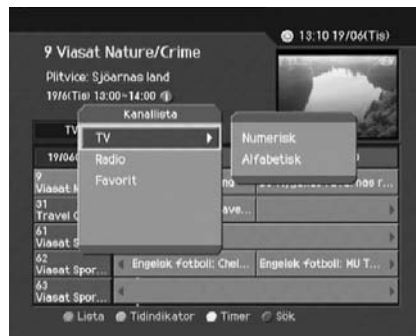 13:10 19/06(Tis)
9 Viasat Nature/Crime
Plitvice: Sjöarnas land
19/6(Tis) 13:00~14:00
Kanallista
TV
Radio
Favorit
Numerisk
Alfabetisk
TV
9
Viasat
31
Travel
61
Viasat
62
Viasat Spor...
Engelsk fotboll: Chel...
Engelsk fotboll: MU T...
63
Viasat Spor...
Lista Tidindikator Timer Sök